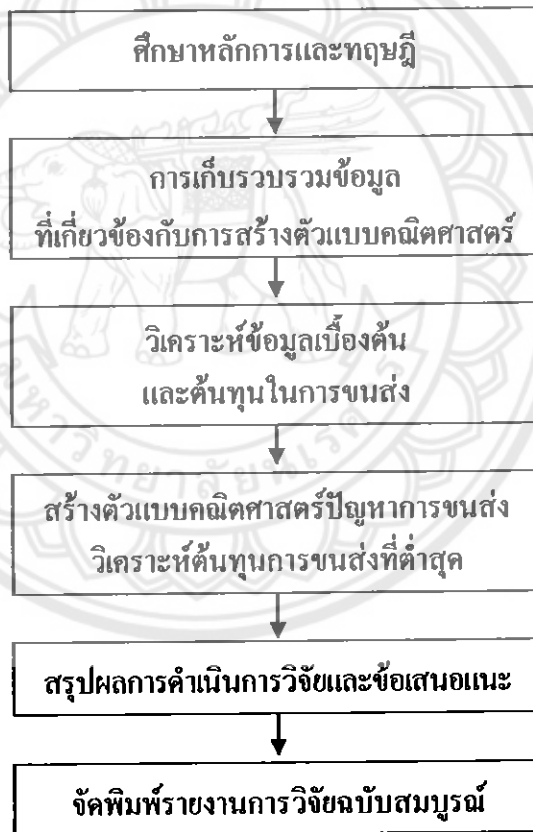 ศึกษาหลักการและทฤษฎี
การเก็บรวบรวมข้อมูล
ที่เกี่ยวข้องกับการสร้างตัวแบบคณิตศาสตร์
วิเคราะห์ข้อมูลเบื้องต้น
และต้นทุนในการขนส่ง
สร้างตัวแบบคณิตศาสตร์ปัญหาการขนส่ง
วิเคราะห์ต้นทุนการขนส่งที่ต่ำสุด
สรุปผลการดำเนินการวิจัยและข้อเสนอแนะ
จัดพิมพ์รายงานการวิจัยฉบับสมบูรณ์